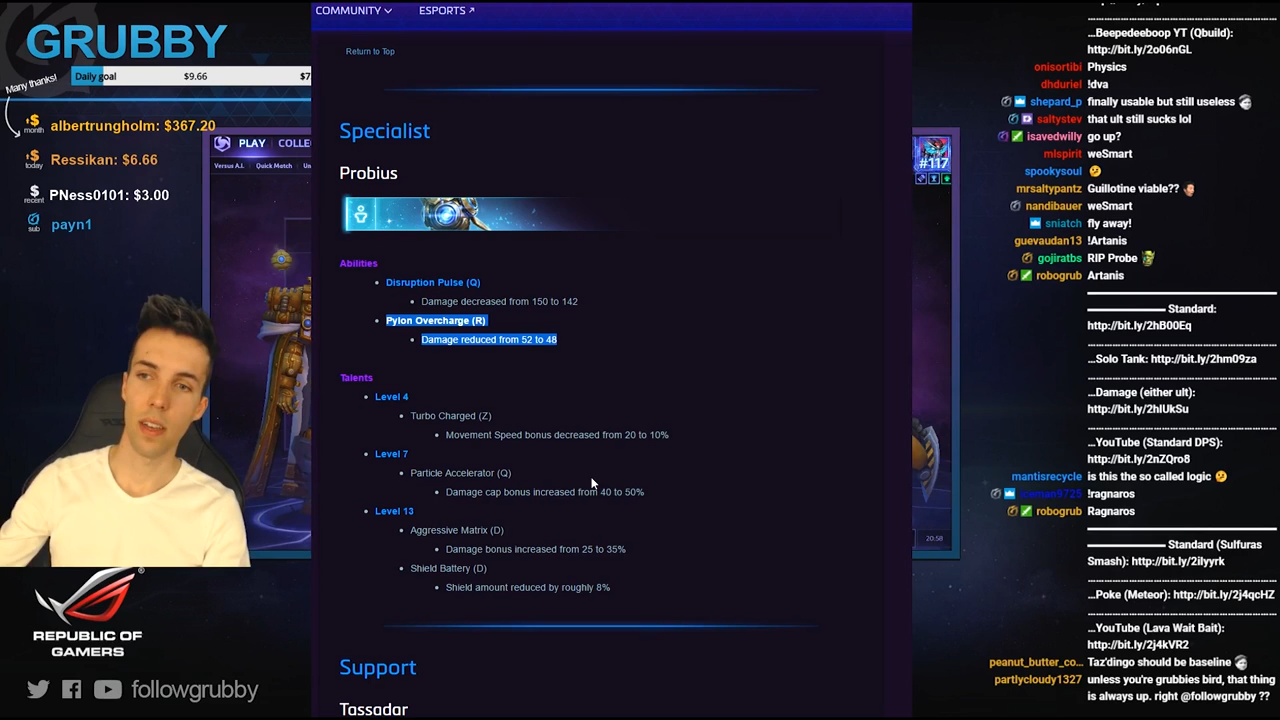 GRUBBY
Many thanks!
Daily goal
$9.66
$7
$ month albertrungholm: $367.20
$ today Ressikan: $6.66
$ recent PNess0101: $3.00
sub payn1
PLAY COLLE
Versus A.I. Quick Match
REPUBLIC OF
GAMERS
followgrubby
COMMUNITY
ESPORTS
Return to Top
Specialist
Probius
Abilities
Disruption Pulse (Q)
Damage decreased from 150 to 142
Pylon Overcharge (R)
Damage reduced from 52 to 48
Talents
Level 4
Turbo Charged (Z)
Movement Speed bonus decreased from 20 to 10%
Level 7
Particle Accelerator (Q)
Damage cap bonus increased from 40 to 50%
Level 13
Aggressive Matrix (D)
Damage bonus increased from 25 to 35%
Shield Battery (D)
Shield amount reduced by roughly 8%
Support
Tassadar
#117
20:58
...Beepedeeboop YT (Qbuild):
http://bit.ly/2o06nGL
onisortibi Physics
dhduriel !dva
shepard_p finally usable but still useless
saltystev that ult still sucks lol
isavedwilly go up?
mlspirit weSmart
spookysoul
mrsaltypantz Guillotine viable??
nandibauer weSmart
sniatch fly away!
guevaudan13 !Artanis
gojiratbs RIP Probe
robogrub Artanis
Standard:
http://bit.ly/2hB00Eq
...Solo Tank: http://bit.ly/2hm09za
...Damage (either ult):
http://bit.ly/2hlUkSu
...YouTube (Standard DPS):
http://bit.ly/2nZQro8
mantisrecycle is this the so called logic
iceman9725 !ragnaros
robogrub Ragnaros
Standard (Sulfuras
Smash): http://bit.ly/2ilyyrk
...Poke (Meteor): http://bit.ly/2j4qcHZ
...YouTube (Lava Wait Bait):
http://bit.ly/2j4kVR2
peanut_butter_co... Taz'dingo should be baseline
partlycloudy1327 unless you're grubbies bird, that thing
is always up. right @followgrubby ??